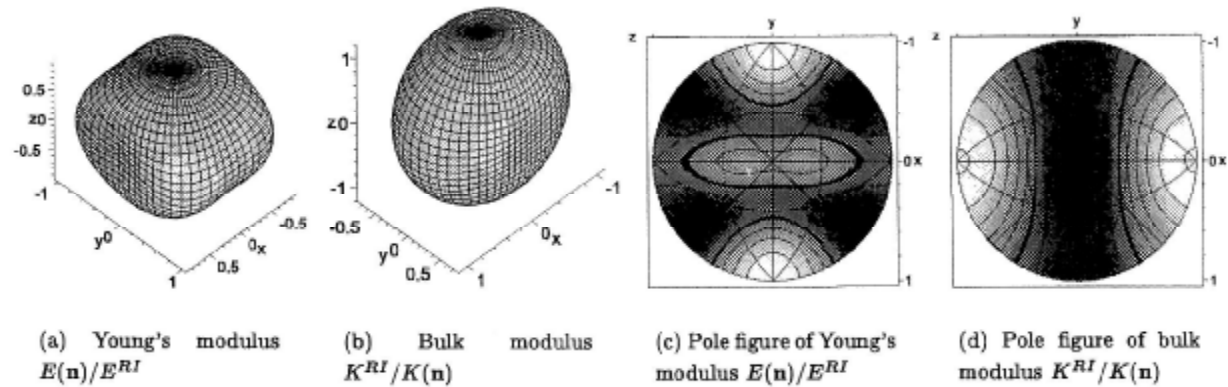 0.5
z0
-0.5
-1
y0
1
0.5
0x
-0.5
1
z0
-1
-0.5
y0
0.5
1
0x
-1
z
y
-1
0x
1
z
y
-1
0x
1
(a) Young's modulus
E(n)/E^{RI}
(b) Bulk modulus
K^{RI}/K(n)
(c) Pole figure of Young's
modulus E(n)/E^{RI}
(d) Pole figure of bulk
modulus K^{RI}/K(n)